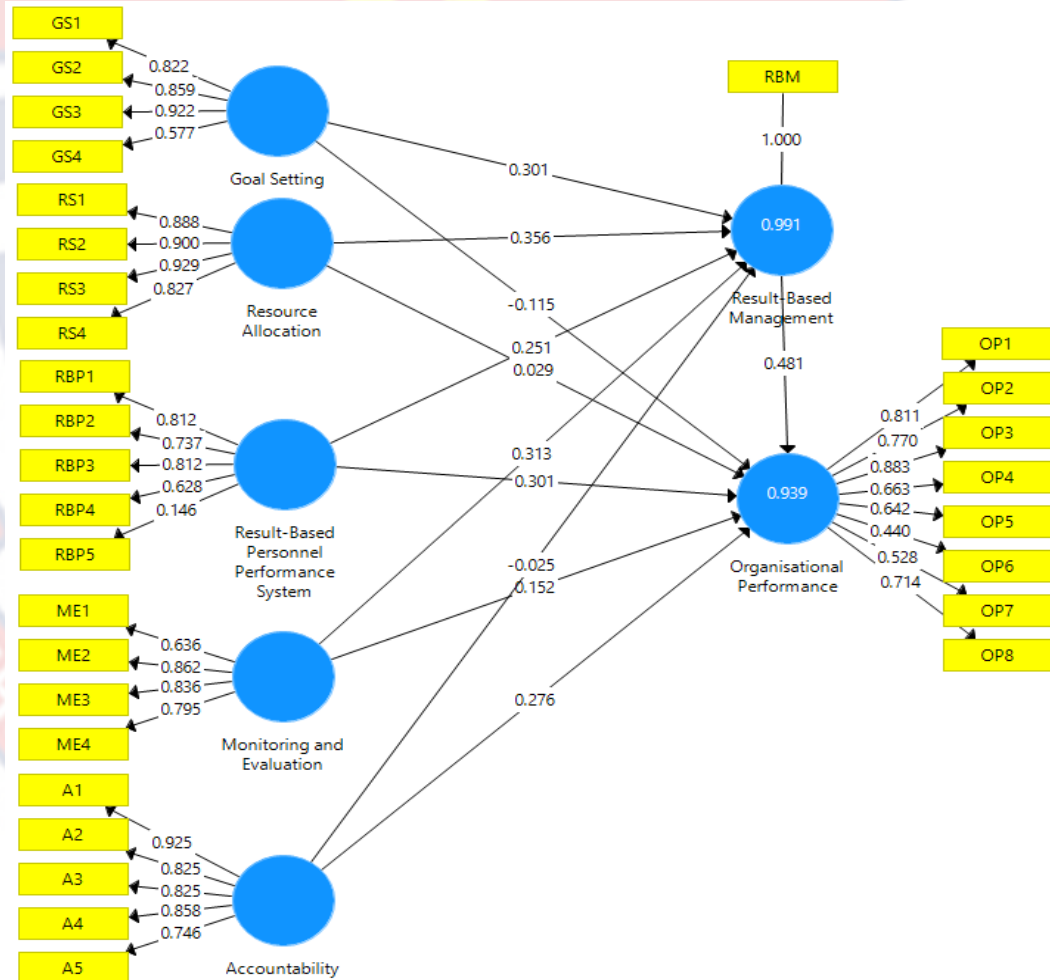 GS1
GS2
GS3
GS4
0.822
0.859
0.922
0.577
Goal Setting
RS1
RS2
RS3
RS4
0.888
0.900
0.929
0.827
Resource
Allocation
RBP1
RBP2
RBP3
RBP4
RBP5
0.812
0.737
0.812
0.628
0.146
Result-Based
Personnel
Performance
System
ME1
ME2
ME3
ME4
0.636
0.862
0.836
0.795
Monitoring and
Evaluation
A1
A2
A3
A4
A5
0.925
0.825
0.825
0.858
0.746
Accountability
0.301
0.356
-0.115
0.251
0.029
0.313
0.301
-0.025
0.152
0.276
RBM
1.000
0.991
Result-Based
Management
0.481
0.939
Organisational
Performance
0.811
0.770
0.883
0.663
0.642
0.440
0.528
0.714
OP1
OP2
OP3
OP4
OP5
OP6
OP7
OP8